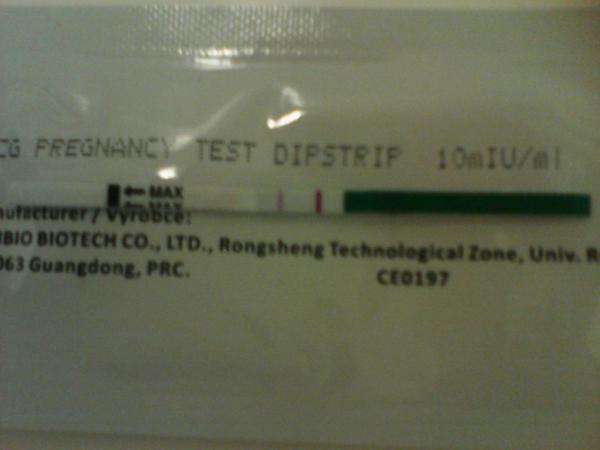 CG PREGNANCY TEST DIPSTRIP 10mIU/ml
MAX
MAX
nufacturer / Výrobce:
IBIO BIOTECH CO., LTD., Rongsheng Technological Zone, Univ. R
063 Guangdong, PRC.
CE0197